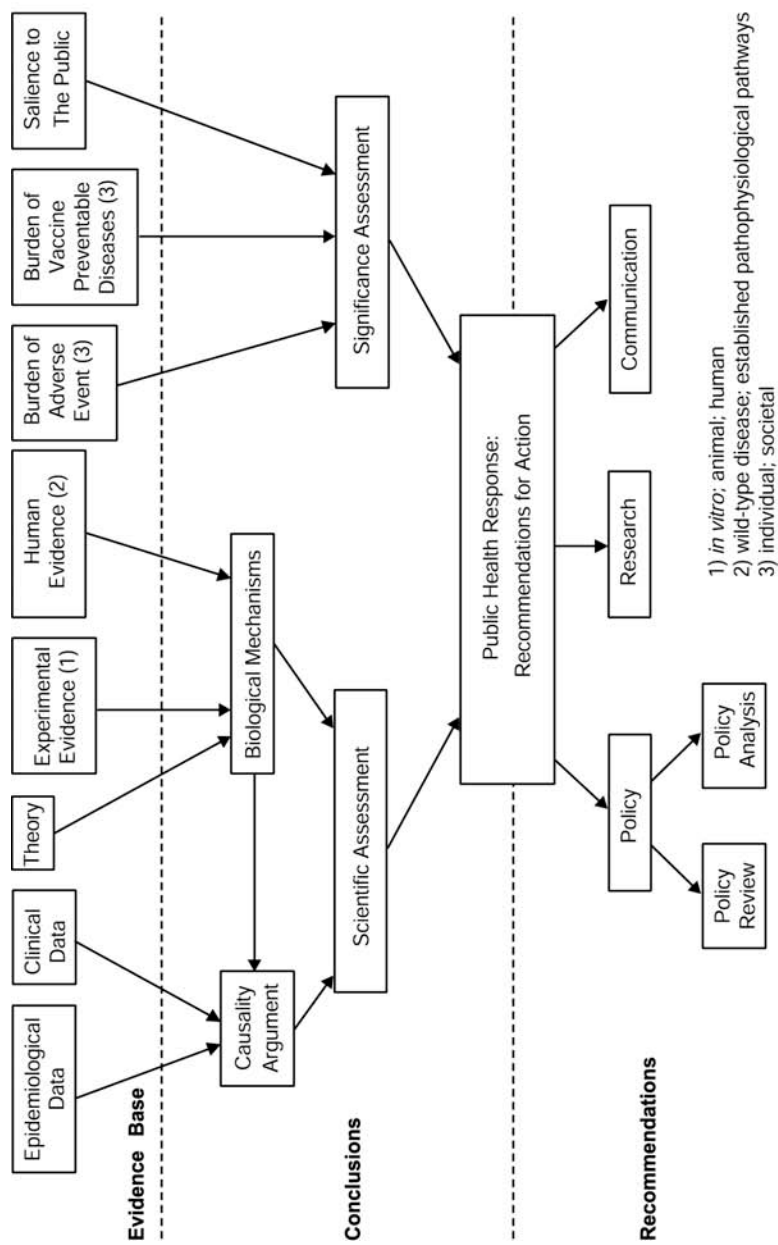 Epidemiological
Data
Clinical
Data
Theory
Experimental
Evidence (1)
Human
Evidence (2)
Burden of
Adverse
Event (3)
Burden of
Vaccine
Preventable
Diseases (3)
Salience to
The Public
Evidence Base
Causality
Argument
Biological Mechanisms
Conclusions
Scientific Assessment
Significance Assessment
Public Health Response:
Recommendations for Action
Recommendations
Policy
Research
Communication
Policy
Review
Policy
Analysis
1) in vitro; animal; human
2) wild-type disease; established pathophysiological pathways
3) individual; societal